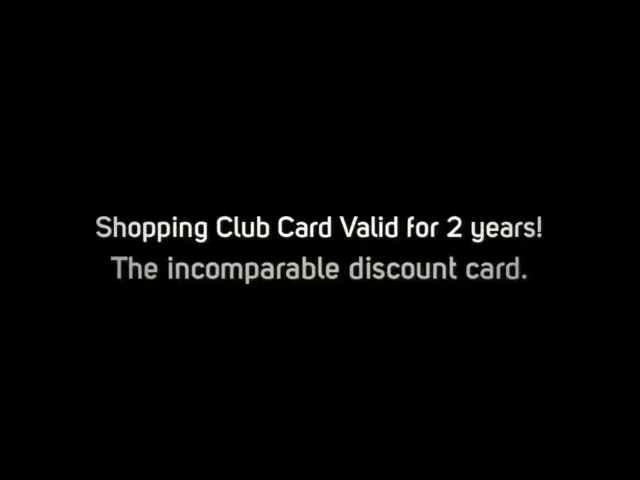 Shopping Club Card Valid for 2 years!
The incomparable discount card.